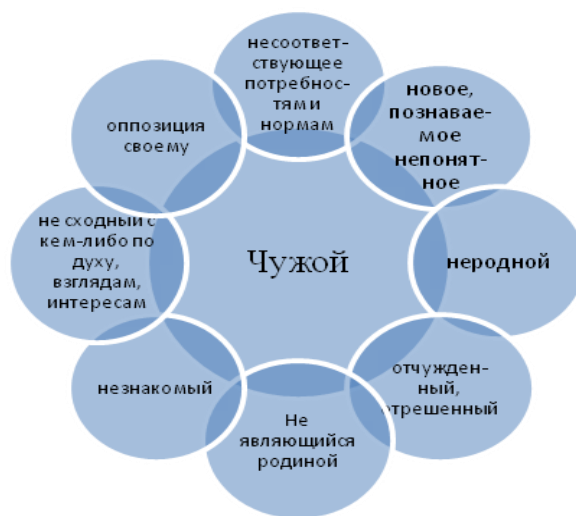 несоответ-
ствующее
потребнос-
тям и
нормам
новое,
познавае-
мое
непонят-
ное
неродной
отчужден-
ный,
отрешенный
Не
являющийся
родиной
незнакомый
не сходный с
кем-либо по
духу,
взглядам,
интересам
оппозиция
своему
Чужой